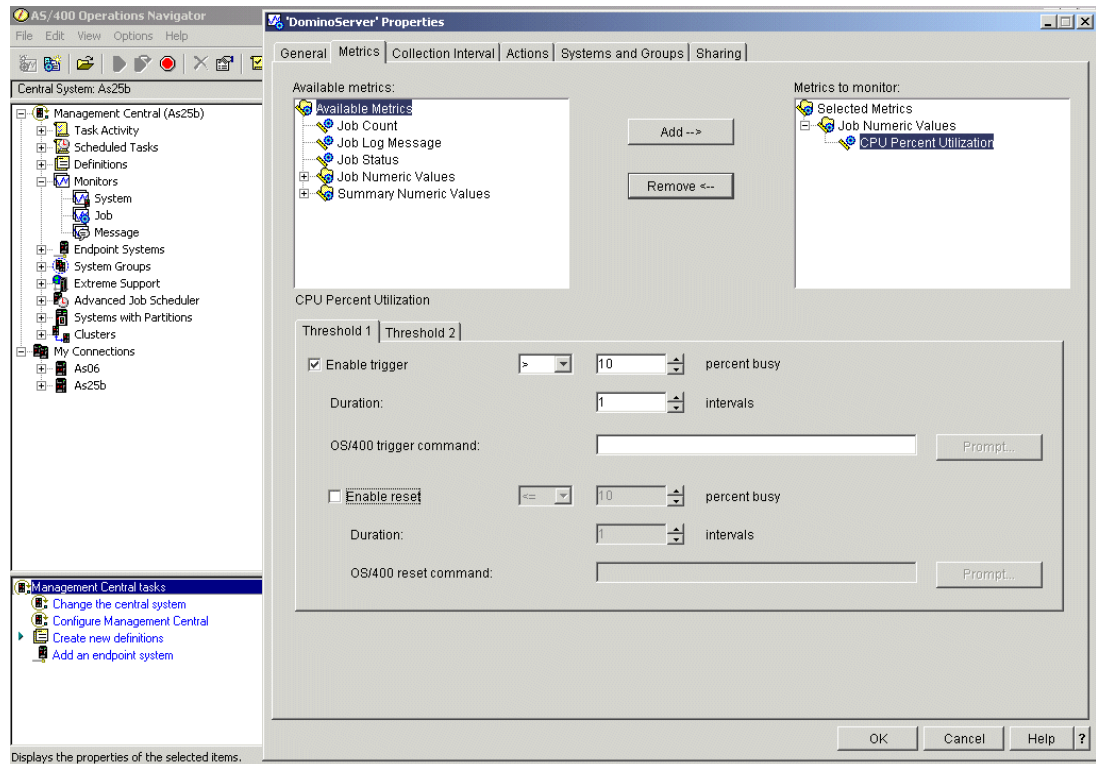 AS/400 Operations Navigator
File Edit View Options Help
Central System: As25b
Management Central (As25b)
Task Activity
Scheduled Tasks
Definitions
Monitors
System
Job
Message
Endpoint Systems
System Groups
Extreme Support
Advanced Job Scheduler
Systems with Partitions
Clusters
My Connections
As06
As25b
Management Central tasks
Change the central system
Configure Management Central
Create new definitions
Add an endpoint system
Displays the properties of the selected items.
'DominoServer' Properties
General Metrics Collection Interval Actions Systems and Groups Sharing
Available metrics:
Available Metrics
Job Count
Job Log Message
Job Status
Job Numeric Values
Summary Numeric Values
Add -->
Remove <--
Metrics to monitor:
Selected Metrics
Job Numeric Values
CPU Percent Utilization
CPU Percent Utilization
Threshold 1 Threshold 2
Enable trigger > 10 percent busy
Duration: 1 intervals
OS/400 trigger command: Prompt...
Enable reset <= 10 percent busy
Duration: 1 intervals
OS/400 reset command: Prompt...
OK Cancel Help ?